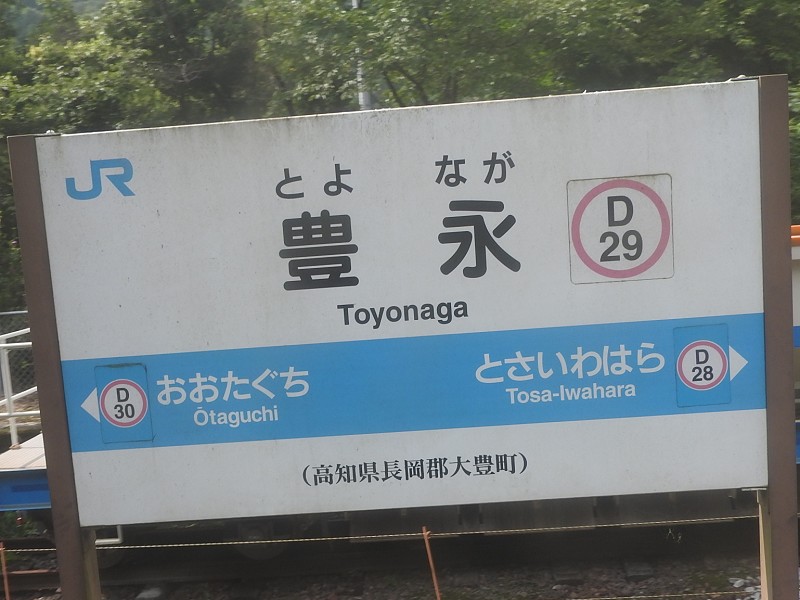 JR
とよ なが
豊 永
D
29
Toyonaga
D
30
おおたぐち
Ōtaguchi
とさいわはら
Tosa-Iwahara
D
28
（高知県長岡郡大豊町）